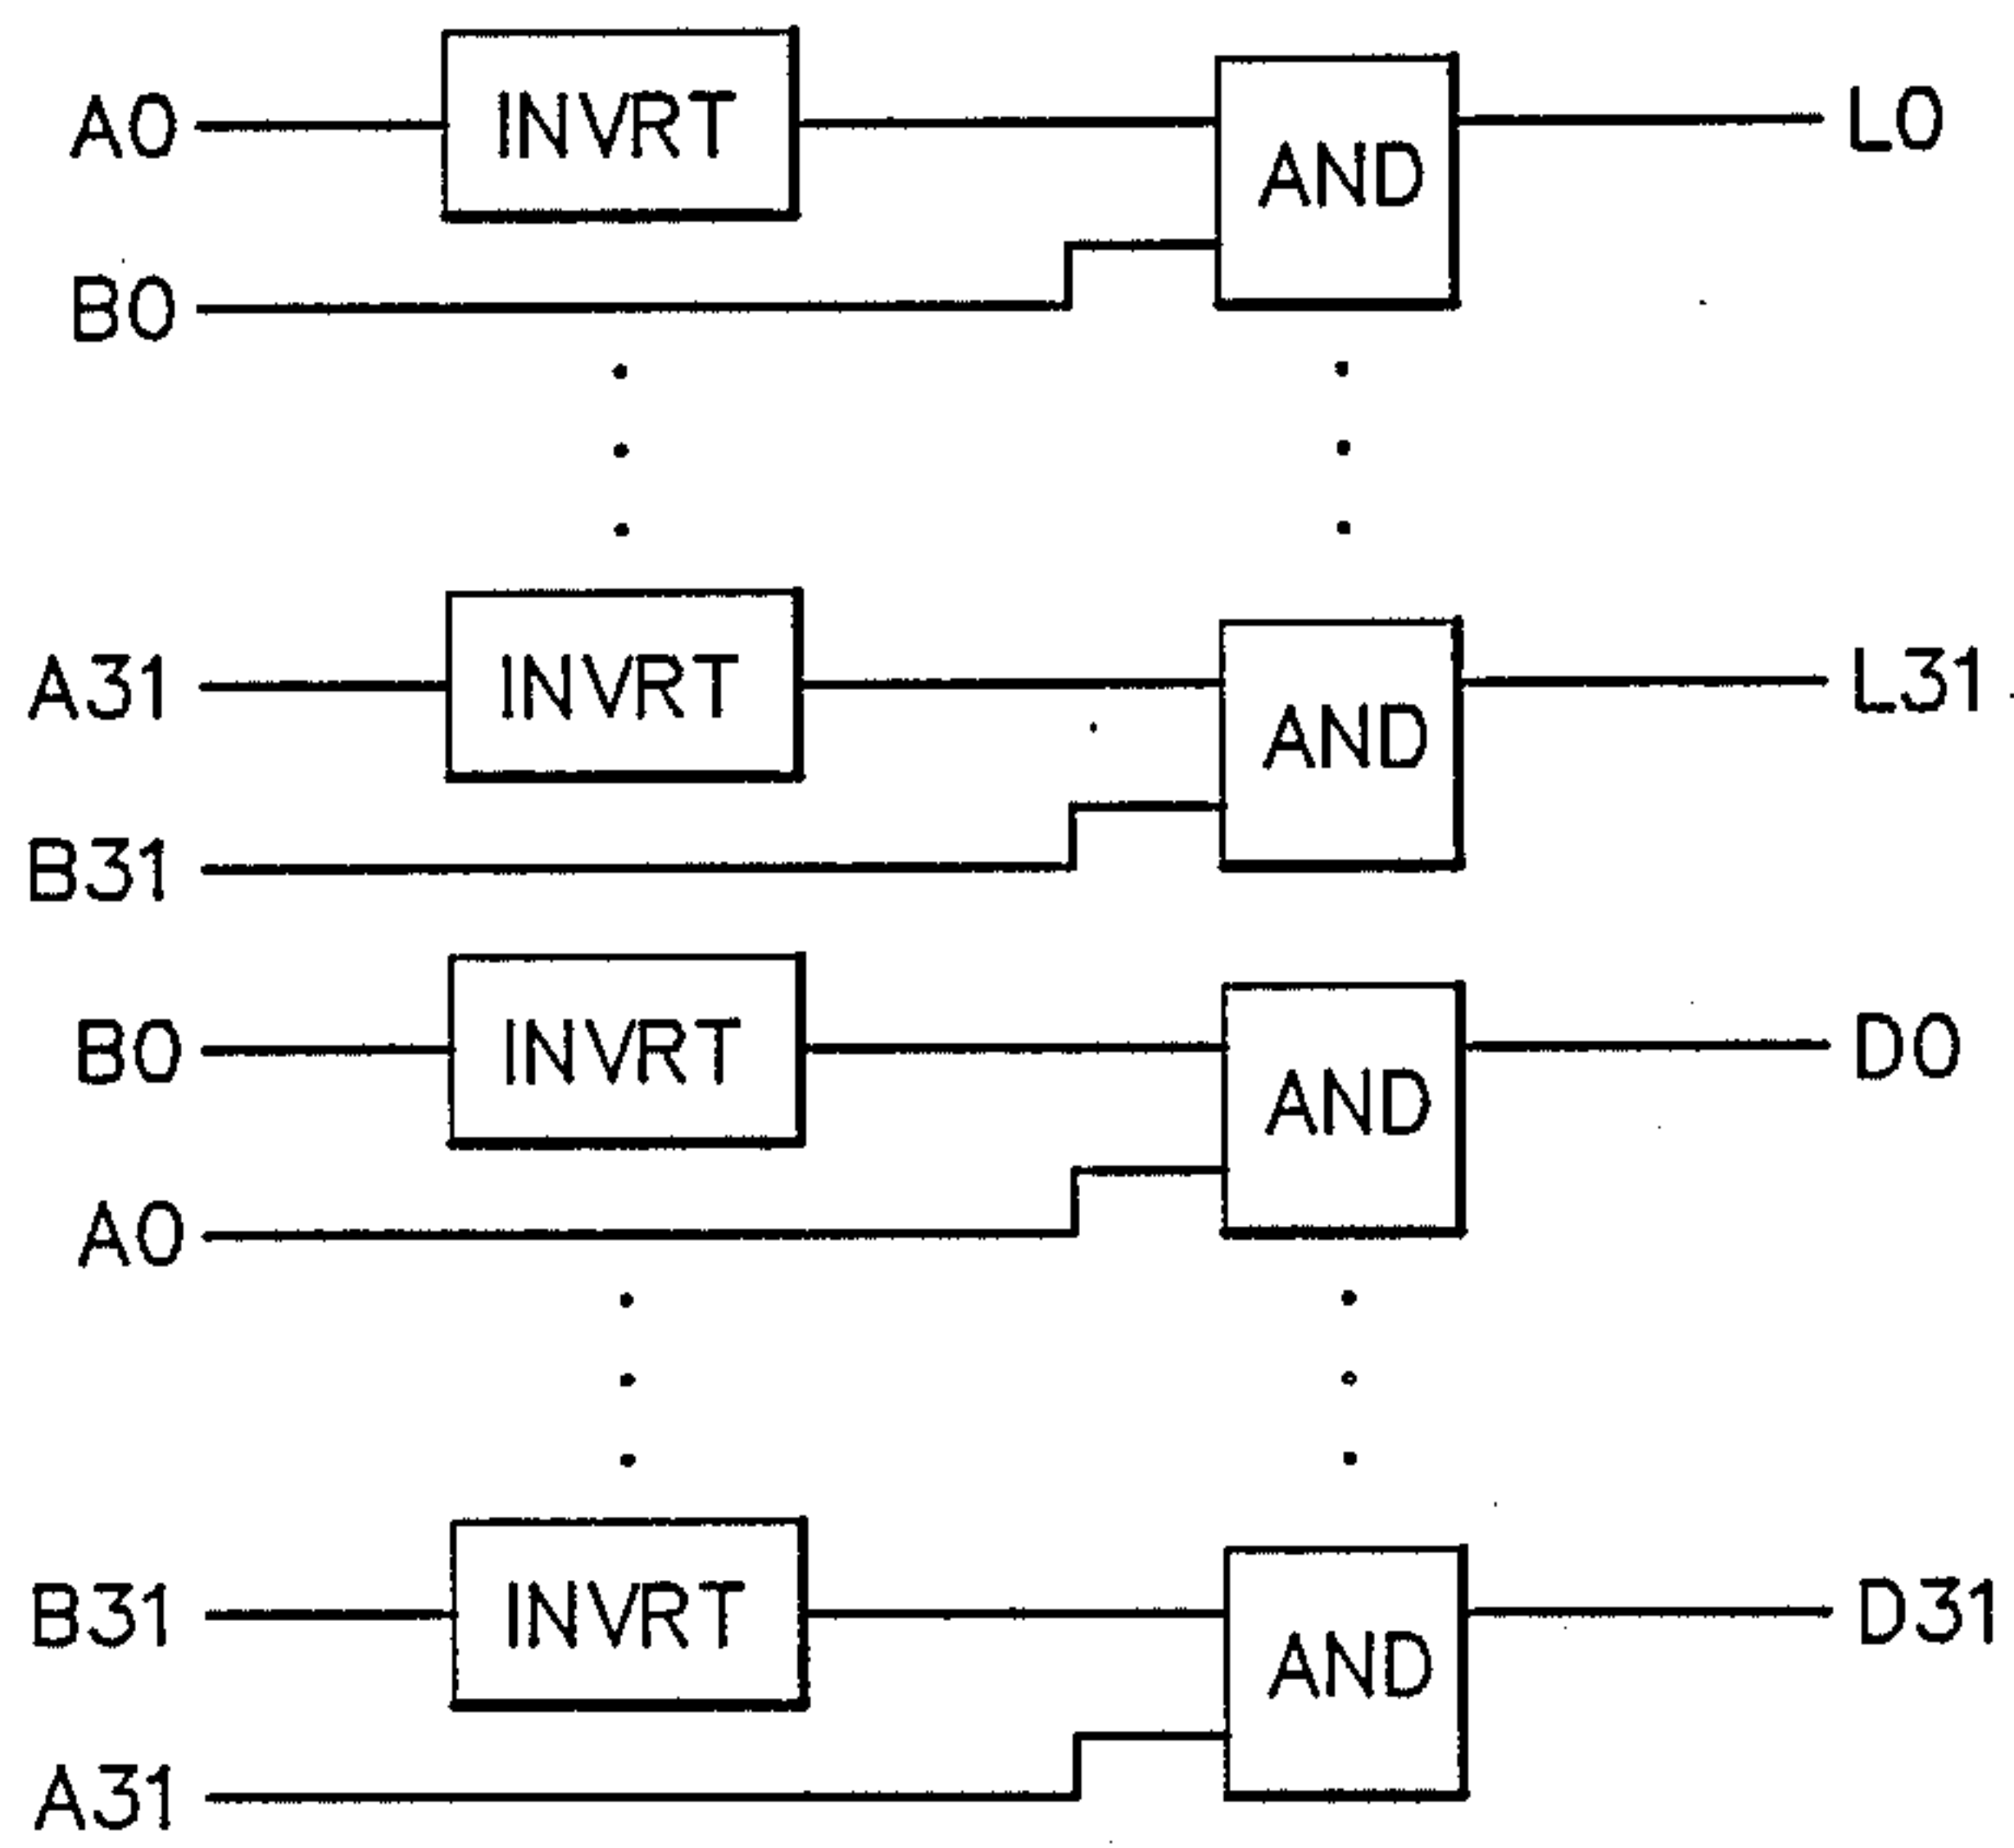 A0 INVRT AND L0
B0
A31 INVRT AND L31
B31
B0 INVRT AND D0
A0
B31 INVRT AND D31
A31